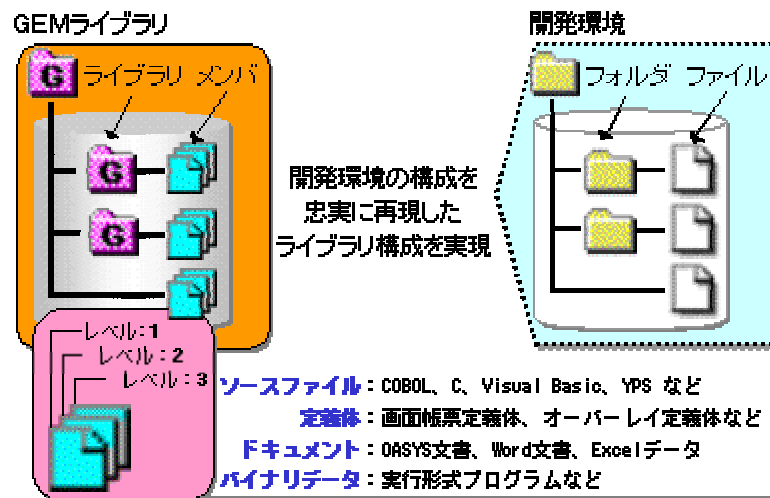 GEMライブラリ
開発環境
G ライブラリ メンバ
フォルダ ファイル
G
G
開発環境の構成を
忠実に再現した
ライブラリ構成を実現
レベル：1
レベル：2
レベル：3
ソースファイル：COBOL、C、Visual Basic、YPS など
定義体：画面帳票定義体、オーバーレイ定義体など
ドキュメント：OASYS文書、Word文書、Excelデータ
バイナリデータ：実行形式プログラムなど